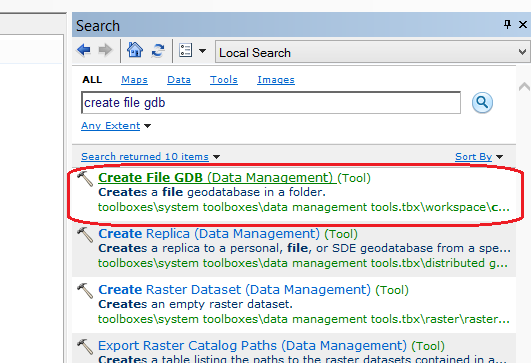 Search
Local Search
ALL Maps Data Tools Images
create file gdb
Any Extent
Search returned 10 items Sort By
Create File GDB (Data Management) (Tool)
Creates a file geodatabase in a folder.
toolboxes\system toolboxes\data management tools.tbx\workspace\c...
Create Replica (Data Management) (Tool)
Creates a replica to a personal, file, or SDE geodatabase from a spe...
toolboxes\system toolboxes\data management tools.tbx\distributed g...
Create Raster Dataset (Data Management) (Tool)
Creates an empty raster dataset.
toolboxes\system toolboxes\data management tools.tbx\raster\raster...
Export Raster Catalog Paths (Data Management) (Tool)
Creates a table listing the paths to the raster datasets contained in a...